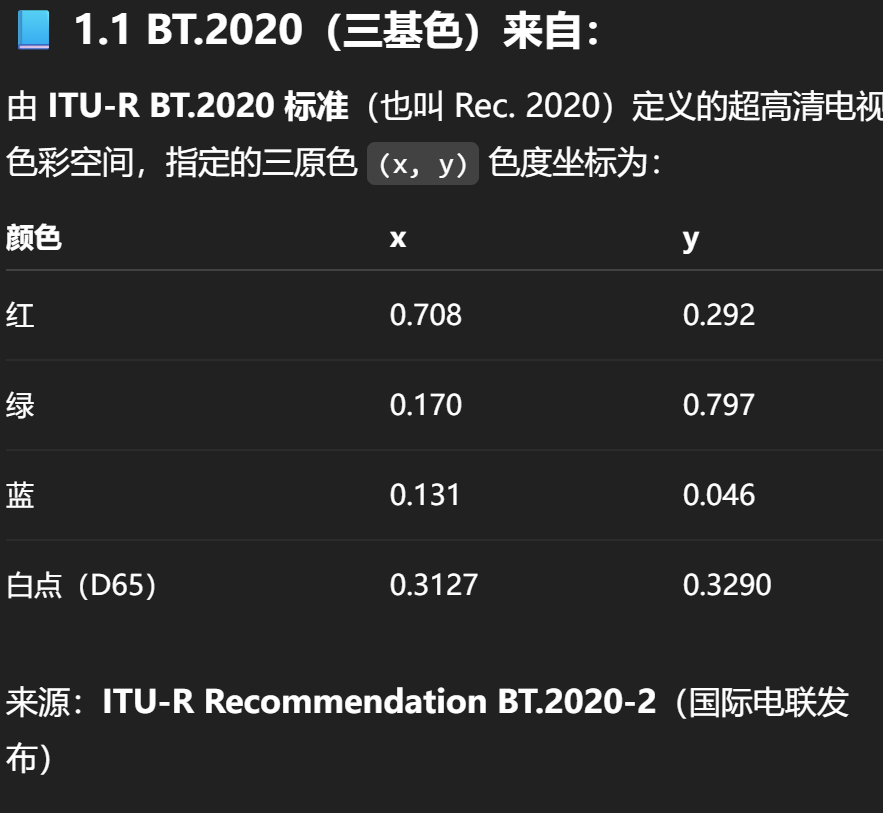 📘 1.1 BT.2020（三基色）来自：
由 ITU-R BT.2020 标准（也叫 Rec. 2020）定义的超高清电视
色彩空间，指定的三原色 (x, y) 色度坐标为：
颜色 x y
红 0.708 0.292
绿 0.170 0.797
蓝 0.131 0.046
白点（D65） 0.3127 0.3290
来源：ITU-R Recommendation BT.2020-2（国际电联发
布）